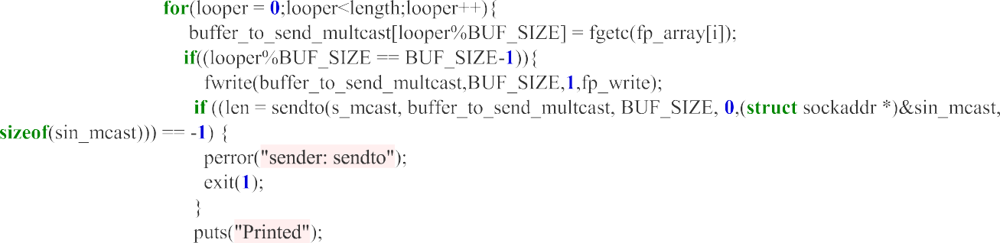 for(looper = 0;looper<length;looper++){
buffer_to_send_multcast[looper%BUF_SIZE] = fgetc(fp_array[i]);
if((looper%BUF_SIZE == BUF_SIZE-1)){
fwrite(buffer_to_send_multcast,BUF_SIZE,1,fp_write);
if ((len = sendto(s_mcast, buffer_to_send_multcast, BUF_SIZE, 0,(struct sockaddr *)&sin_mcast,
sizeof(sin_mcast))) == -1) {
perror("sender: sendto");
exit(1);
}
puts("Printed");